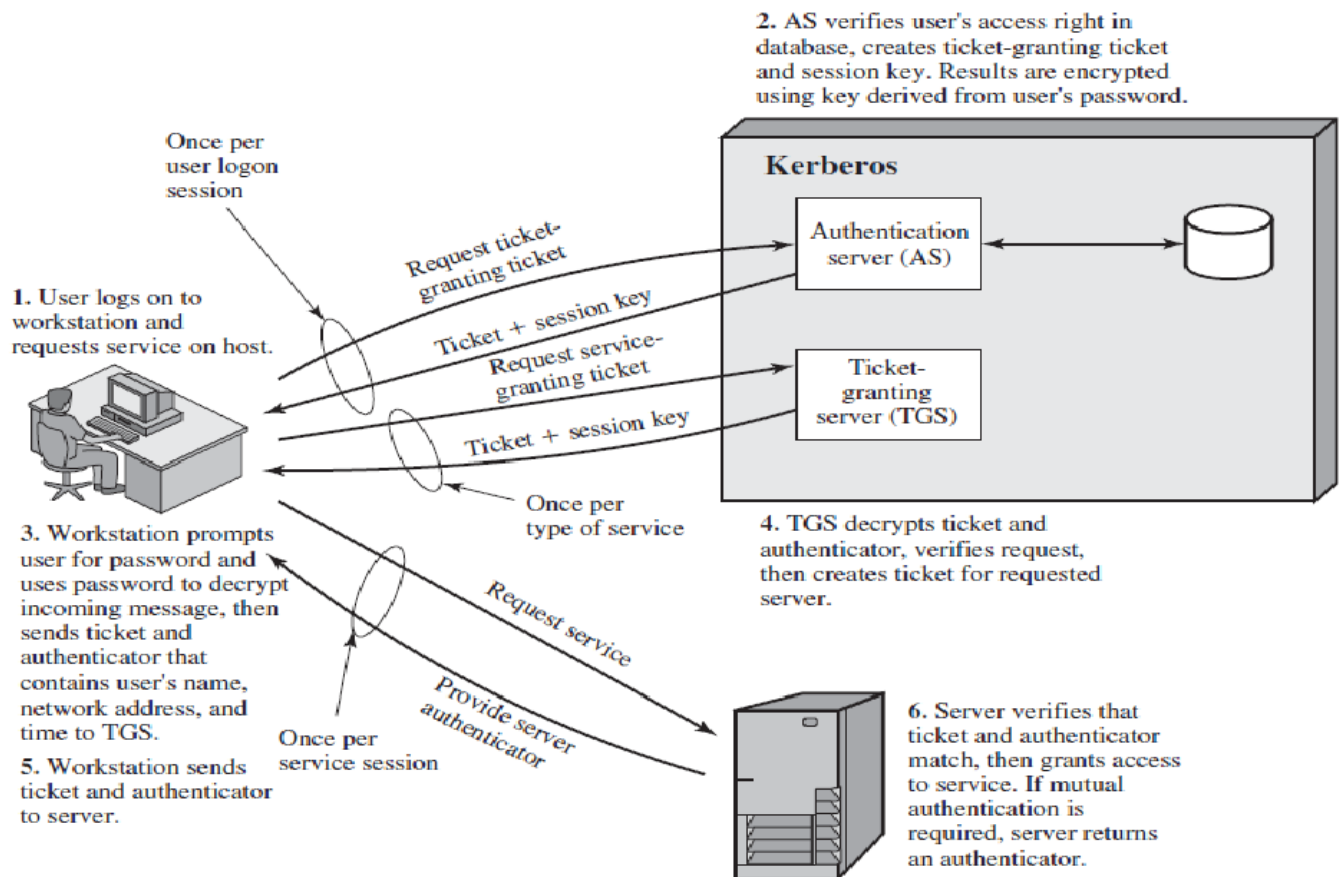 2. AS verifies user's access right in
database, creates ticket-granting ticket
and session key. Results are encrypted
using key derived from user's password.
Once per
user logon
session
Kerberos
Authentication
server (AS)
Request ticket-
granting ticket
1. User logs on to
workstation and
requests service on host.
Ticket + session key
Request service-
granting ticket
Ticket-
granting
server (TGS)
Ticket + session key
Once per
type of service
3. Workstation prompts
user for password and
uses password to decrypt
incoming message, then
sends ticket and
authenticator that
contains user's name,
network address, and
time to TGS.
5. Workstation sends
ticket and authenticator
to server.
4. TGS decrypts ticket and
authenticator, verifies request,
then creates ticket for requested
server.
Request service
Provide server
authenticator
Once per
service session
6. Server verifies that
ticket and authenticator
match, then grants access
to service. If mutual
authentication is
required, server returns
an authenticator.